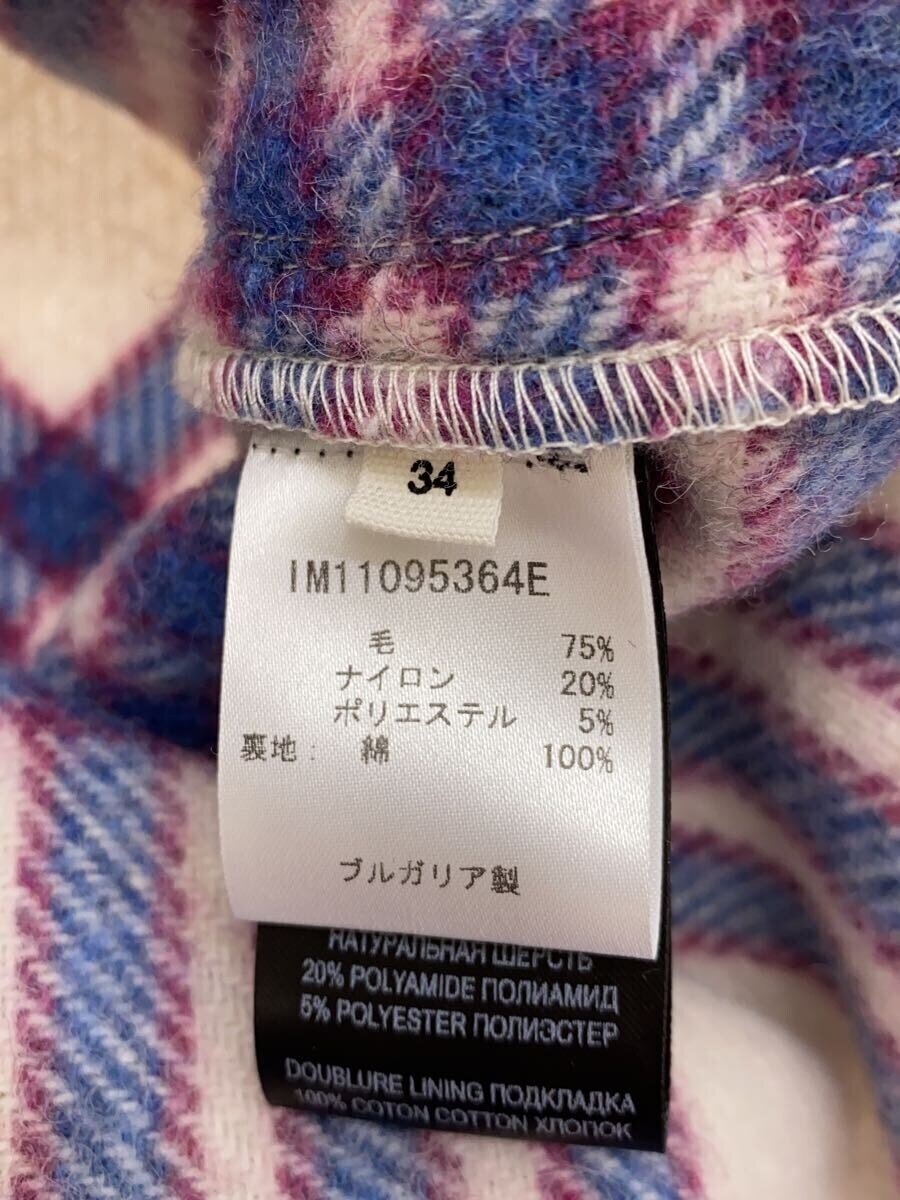 34
IM11095364E
毛 75%
ナイロン 20%
ポリエステル 5%
裏地: 綿 100%
ブルガリア製
НАТУРАЛЬНАЯ ШЕРСТЬ
20% POLYAMIDE ПОЛИАМИД
5% POLYESTER ПОЛИЭСТЕР
DOUBLURE LINING ПОДКЛАДКА
100% COTON COTTON ХЛОПОК